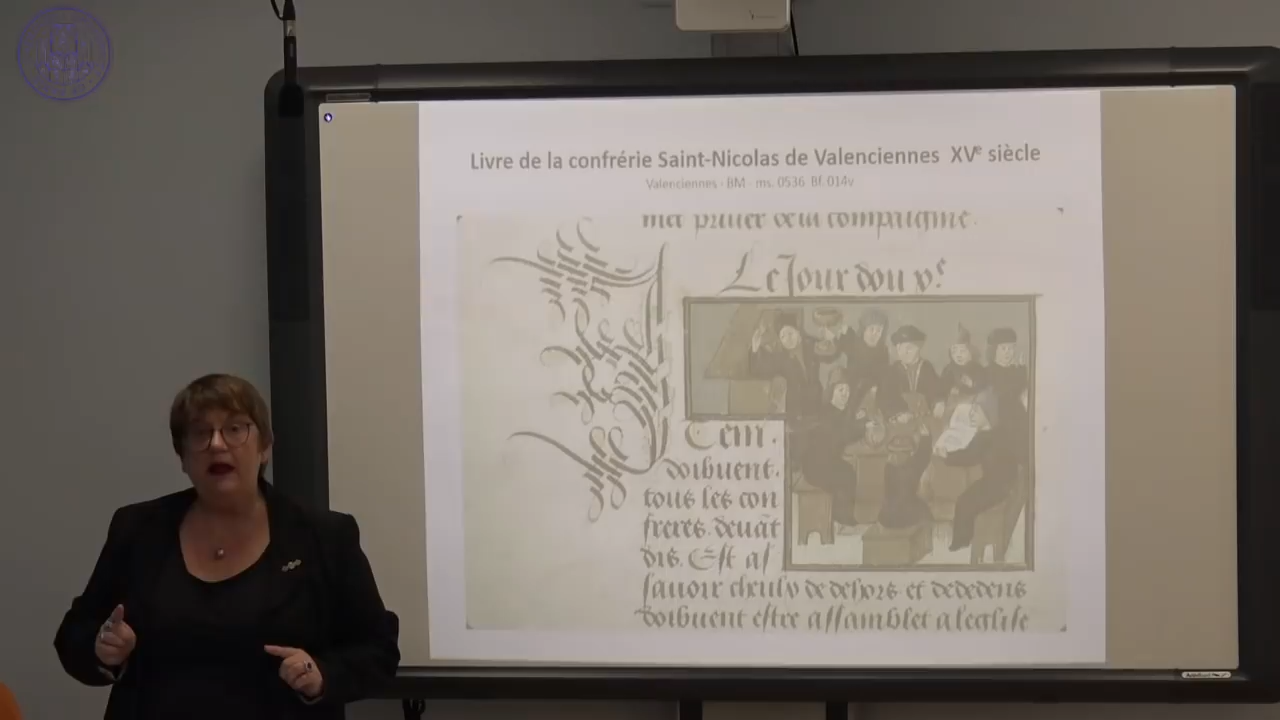 Livre de la confrérie Saint-Nicolas de Valenciennes XVe siècle
Valenciennes - BM - ms. 0536 Bf. 014v
Le Jour dou
Item.
doibuent.
tous les con
freres. deuāt
dis. Est as
sauoir cheulx de dehors et dededens
doibuent estre assamblet a leglise